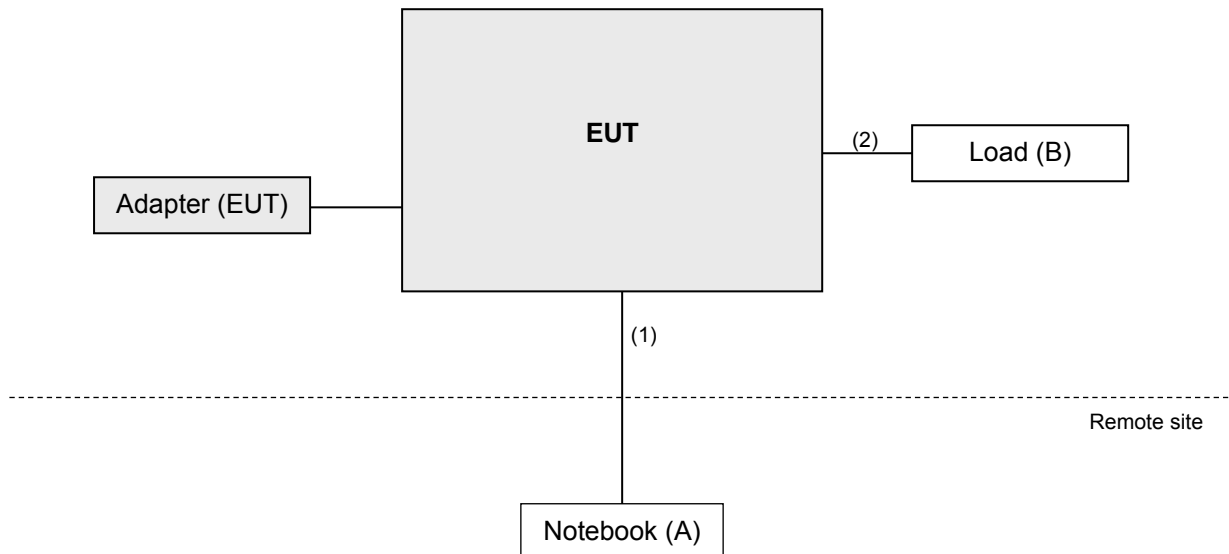 EUT
(2)
Load (B)
Adapter (EUT)
(1)
Remote site
Notebook (A)